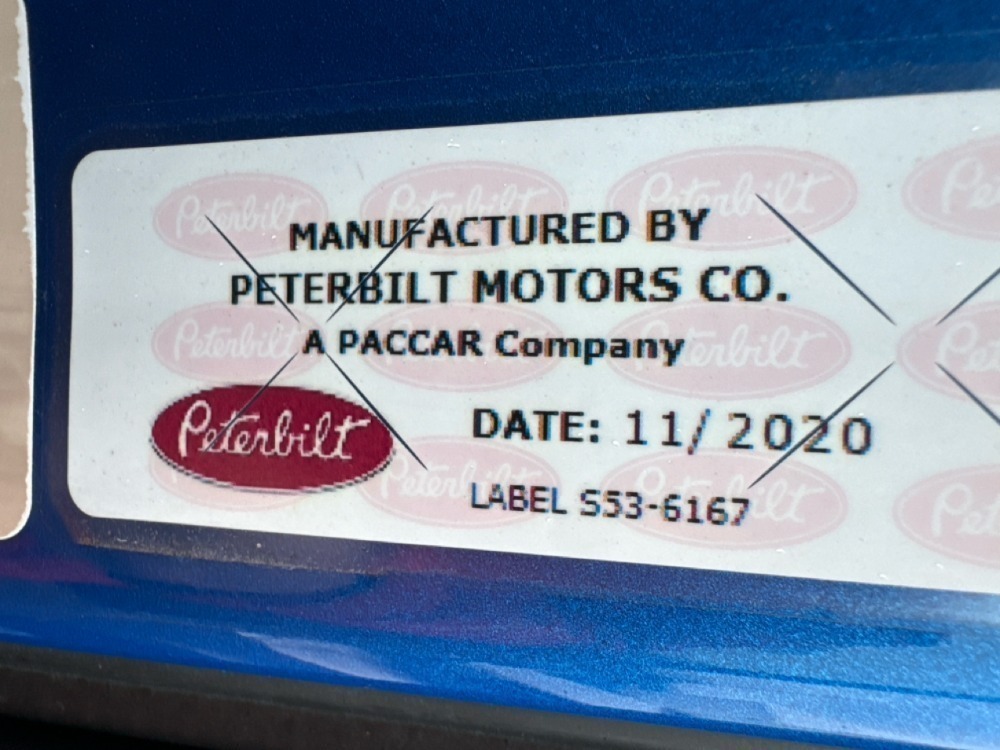 MANUFACTURED BY
PETERBILT MOTORS CO.
A PACCAR Company
Peterbilt
DATE: 11/ 2020
LABEL S53-6167